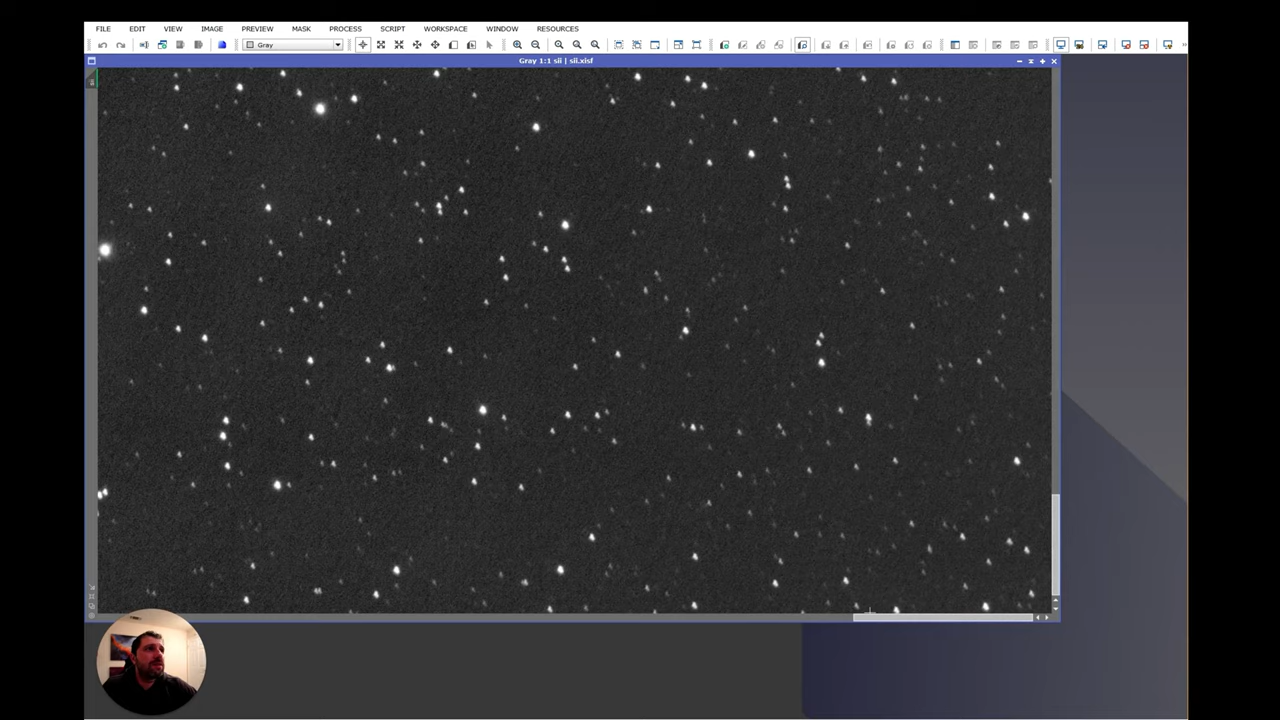 FILE EDIT VIEW IMAGE PREVIEW MASK PROCESS SCRIPT WORKSPACE WINDOW RESOURCES
Gray
Gray 1:1 sii | sii.xisf